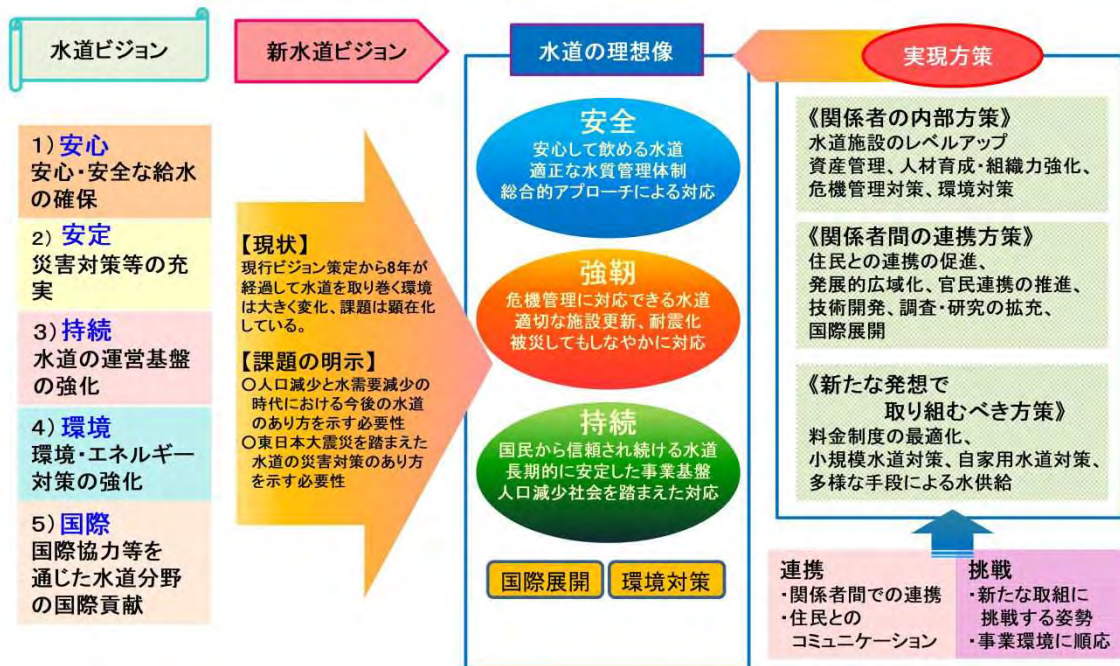 水道ビジョン
1) 安心
安心・安全な給水
の確保
2) 安定
災害対策等の充
実
3) 持続
水道の運営基盤
の強化
4) 環境
環境・エネルギー
対策の強化
5) 国際
国際協力等を
通じた水道分野
の国際貢献
新水道ビジョン
【現状】
現行ビジョン策定から8年が
経過して水道を取り巻く環境
は大きく変化、課題は顕在化
している。
【課題の明示】
○人口減少と水需要減少の
時代における今後の水道
のあり方を示す必要性
○東日本大震災を踏まえた
水道の災害対策のあり方
を示す必要性
水道の理想像
安全
安心して飲める水道
適正な水質管理体制
総合的アプローチによる対応
強靭
危機管理に対応できる水道
適切な施設更新、耐震化
被災してもしなやかに対応
持続
国民から信頼され続ける水道
長期的に安定した事業基盤
人口減少社会を踏まえた対応
国際展開
環境対策
実現方策
《関係者の内部方策》
水道施設のレベルアップ
資産管理、人材育成・組織力強化、
危機管理対策、環境対策
《関係者間の連携方策》
住民との連携の促進、
発展的広域化、官民連携の推進、
技術開発、調査・研究の拡充、
国際展開
《新たな発想で
取り組むべき方策》
料金制度の最適化、
小規模水道対策、自家用水道対策、
多様な手段による水供給
連携
・関係者間での連携
・住民との
コミュニケーション
挑戦
・新たな取組に
挑戦する姿勢
・事業環境に順応